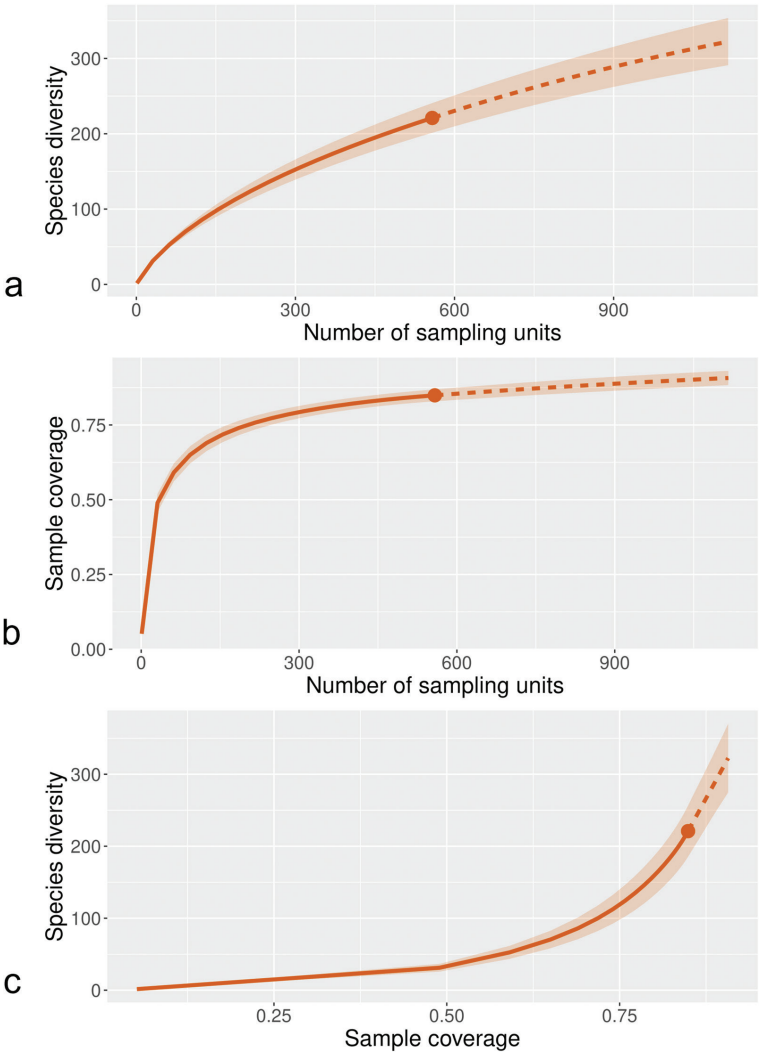 Species diversity
300
200
100
0
0 300 600 900
Number of sampling units
a
Sample coverage
0.75
0.50
0.25
0.00
0 300 600 900
Number of sampling units
b
Species diversity
300
200
100
0
0.25 0.50 0.75
Sample coverage
c